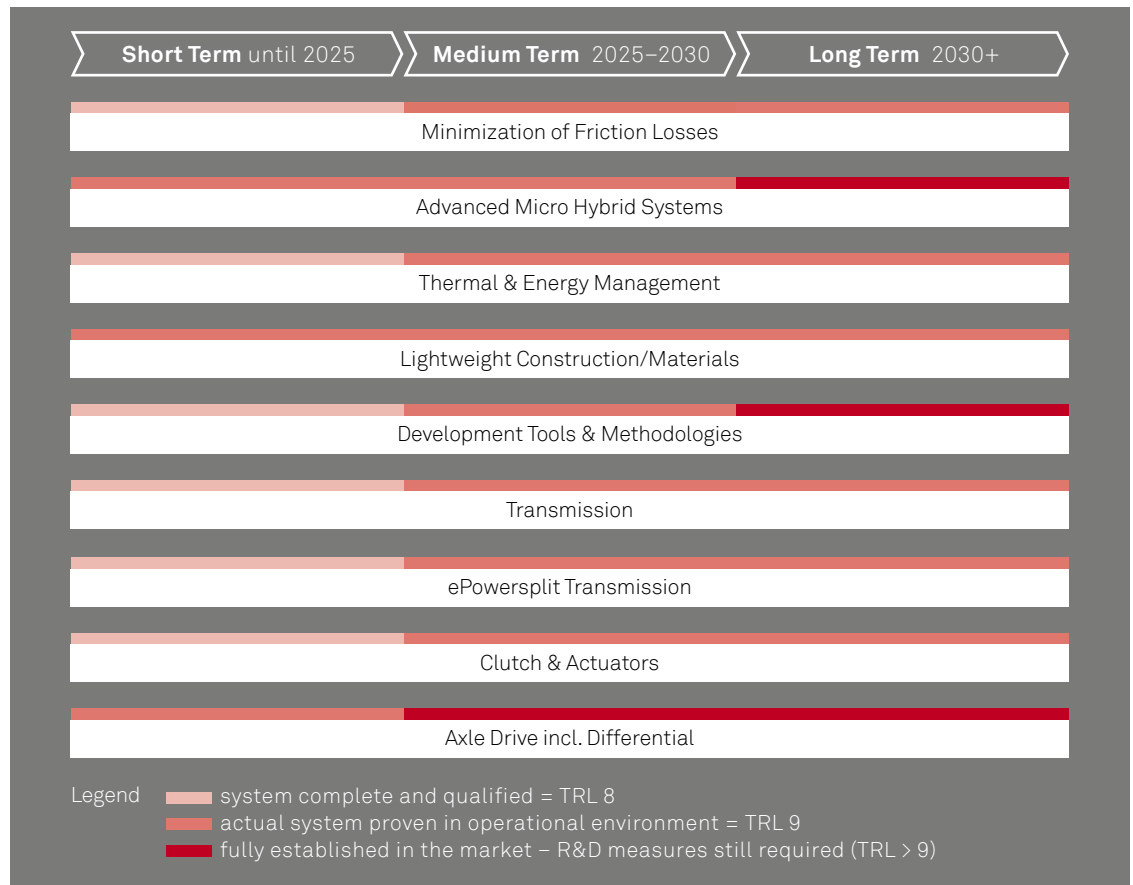 Short Term until 2025
Medium Term 2025–2030
Long Term 2030+
Minimization of Friction Losses
Advanced Micro Hybrid Systems
Thermal & Energy Management
Lightweight Construction/Materials
Development Tools & Methodologies
Transmission
ePowersplit Transmission
Clutch & Actuators
Axle Drive incl. Differential
Legend
system complete and qualified = TRL 8
actual system proven in operational environment = TRL 9
fully established in the market – R&D measures still required (TRL > 9)